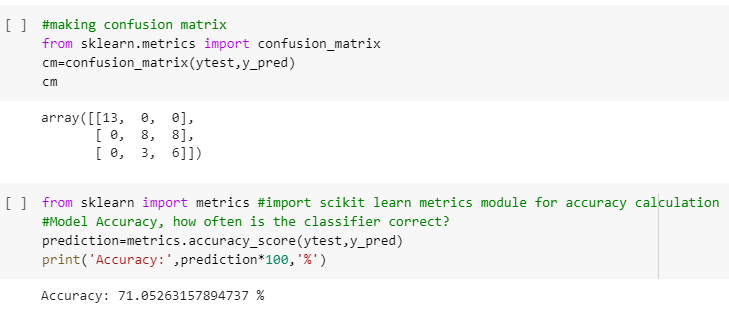 [ ] #making confusion matrix
from sklearn.metrics import confusion_matrix
cm=confusion_matrix(ytest,y_pred)
cm
array([[13, 0, 0],
[ 0, 8, 8],
[ 0, 3, 6]])
[ ] from sklearn import metrics #import scikit learn metrics module for accuracy calculation
#Model Accuracy, how often is the classifier correct?
prediction=metrics.accuracy_score(ytest,y_pred)
print('Accuracy:',prediction*100,'%')
Accuracy: 71.05263157894737 %